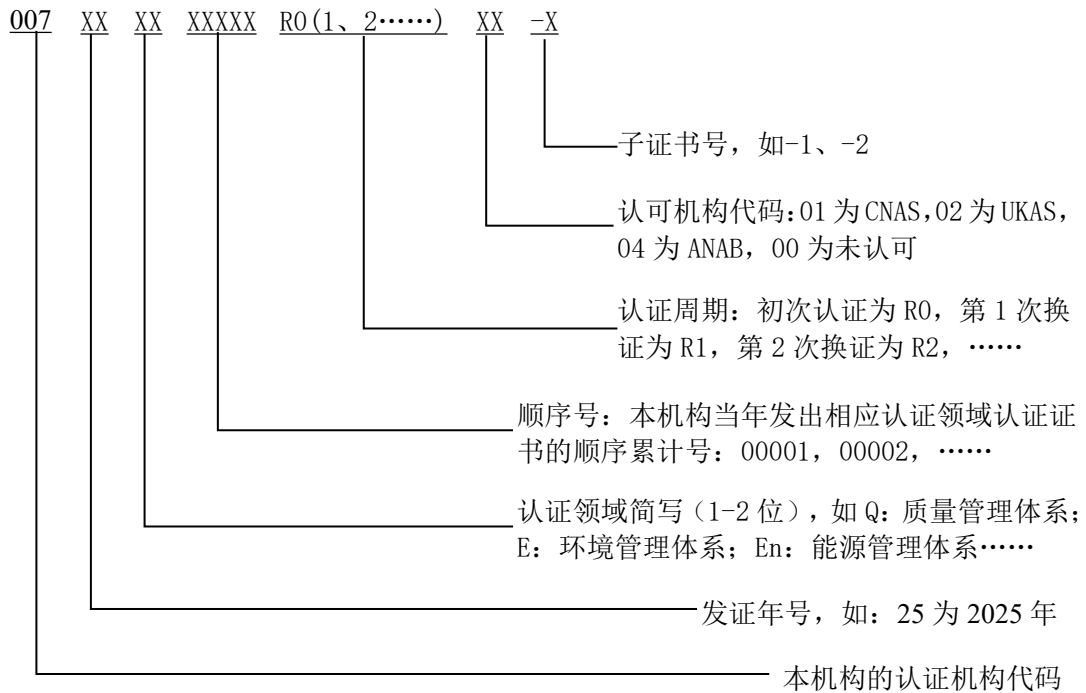 007 XX XX XXXXX R0(1、2……) XX -X
子证书号，如-1、-2
认可机构代码:01 为 CNAS,02 为 UKAS,
04 为 ANAB，00 为未认可
认证周期：初次认证为 R0，第 1 次换
证为 R1，第 2 次换证为 R2，……
顺序号：本机构当年发出相应认证领域认证证
书的顺序累计号：00001，00002，……
认证领域简写（1-2 位），如 Q：质量管理体系；
E：环境管理体系；En：能源管理体系……
发证年号，如：25 为 2025 年
本机构的认证机构代码